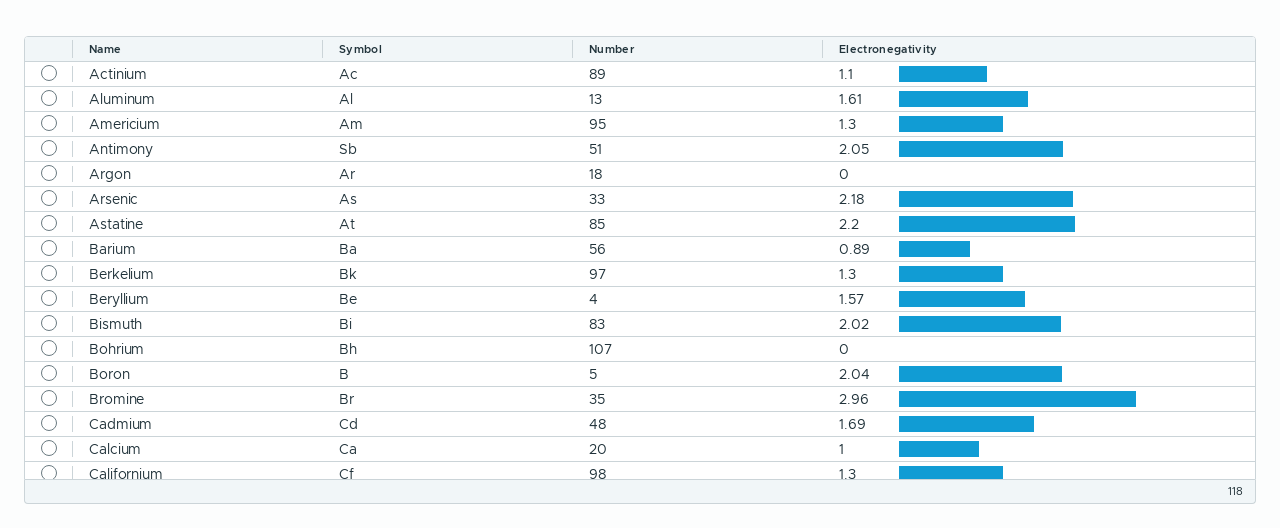 Name Symbol Number Electronegativity
Actinium Ac 89 1.1
Aluminum Al 13 1.61
Americium Am 95 1.3
Antimony Sb 51 2.05
Argon Ar 18 0
Arsenic As 33 2.18
Astatine At 85 2.2
Barium Ba 56 0.89
Berkelium Bk 97 1.3
Beryllium Be 4 1.57
Bismuth Bi 83 2.02
Bohrium Bh 107 0
Boron B 5 2.04
Bromine Br 35 2.96
Cadmium Cd 48 1.69
Calcium Ca 20 1
Californium Cf 98 1.3
118